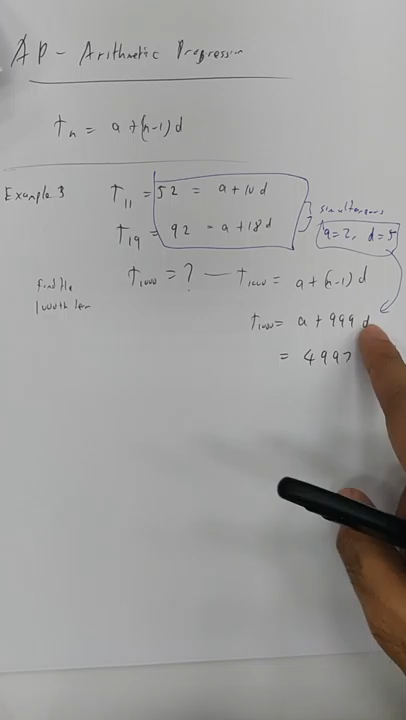 AP - Arithmetic Progression
Tn = a + (n-1) d
Example 3
T11 = 52 = a + 10 d
T19 = 92 = a + 18 d
simultaneous
a=2, d=5
find the
1000th term
T1000 = ? — T1000 = a + (n-1) d
T1000 = a + 999 d
= 4997